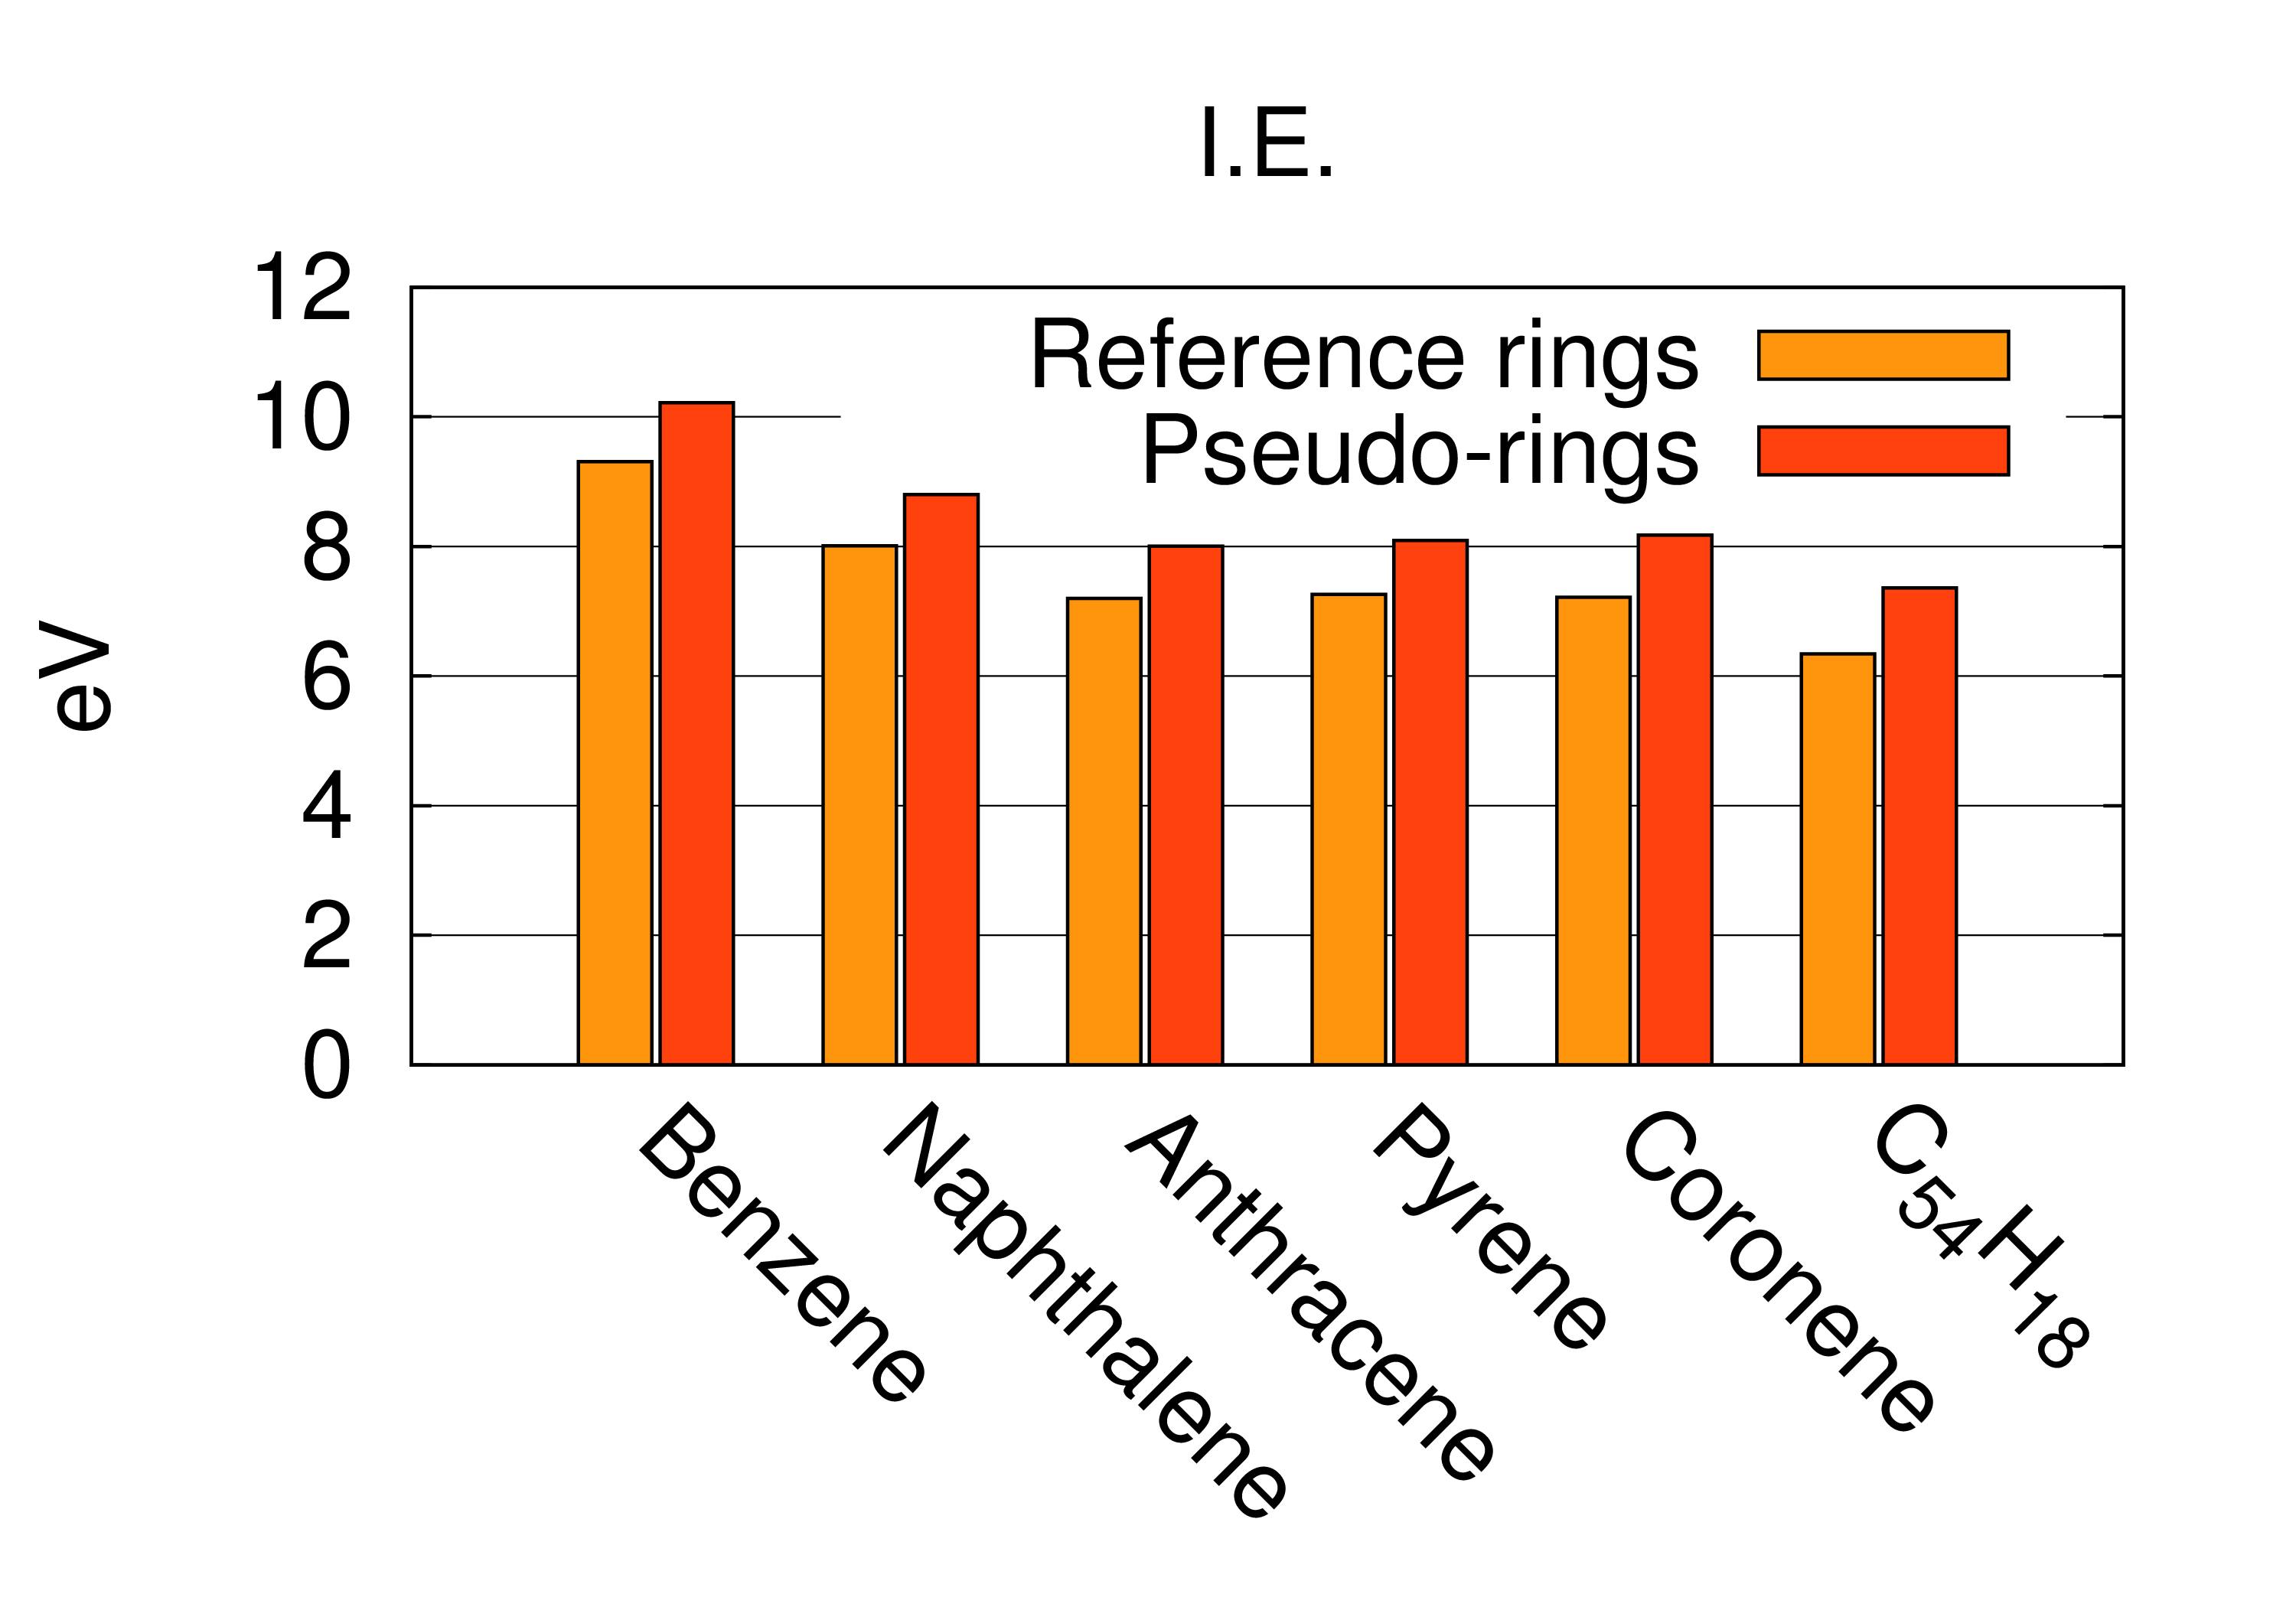 I.E.
12
10
8
6
4
2
0
eV
Reference rings
Pseudo-rings
Benzene
Naphthalene
Anthracene
Pyrene
Coronene
C₅₄H₁₈